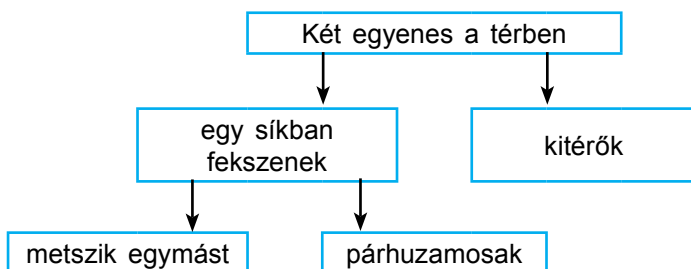 Két egyenes a térben
egy síkban
fekszenek
kitérők
metszik egymást
párhuzamosak